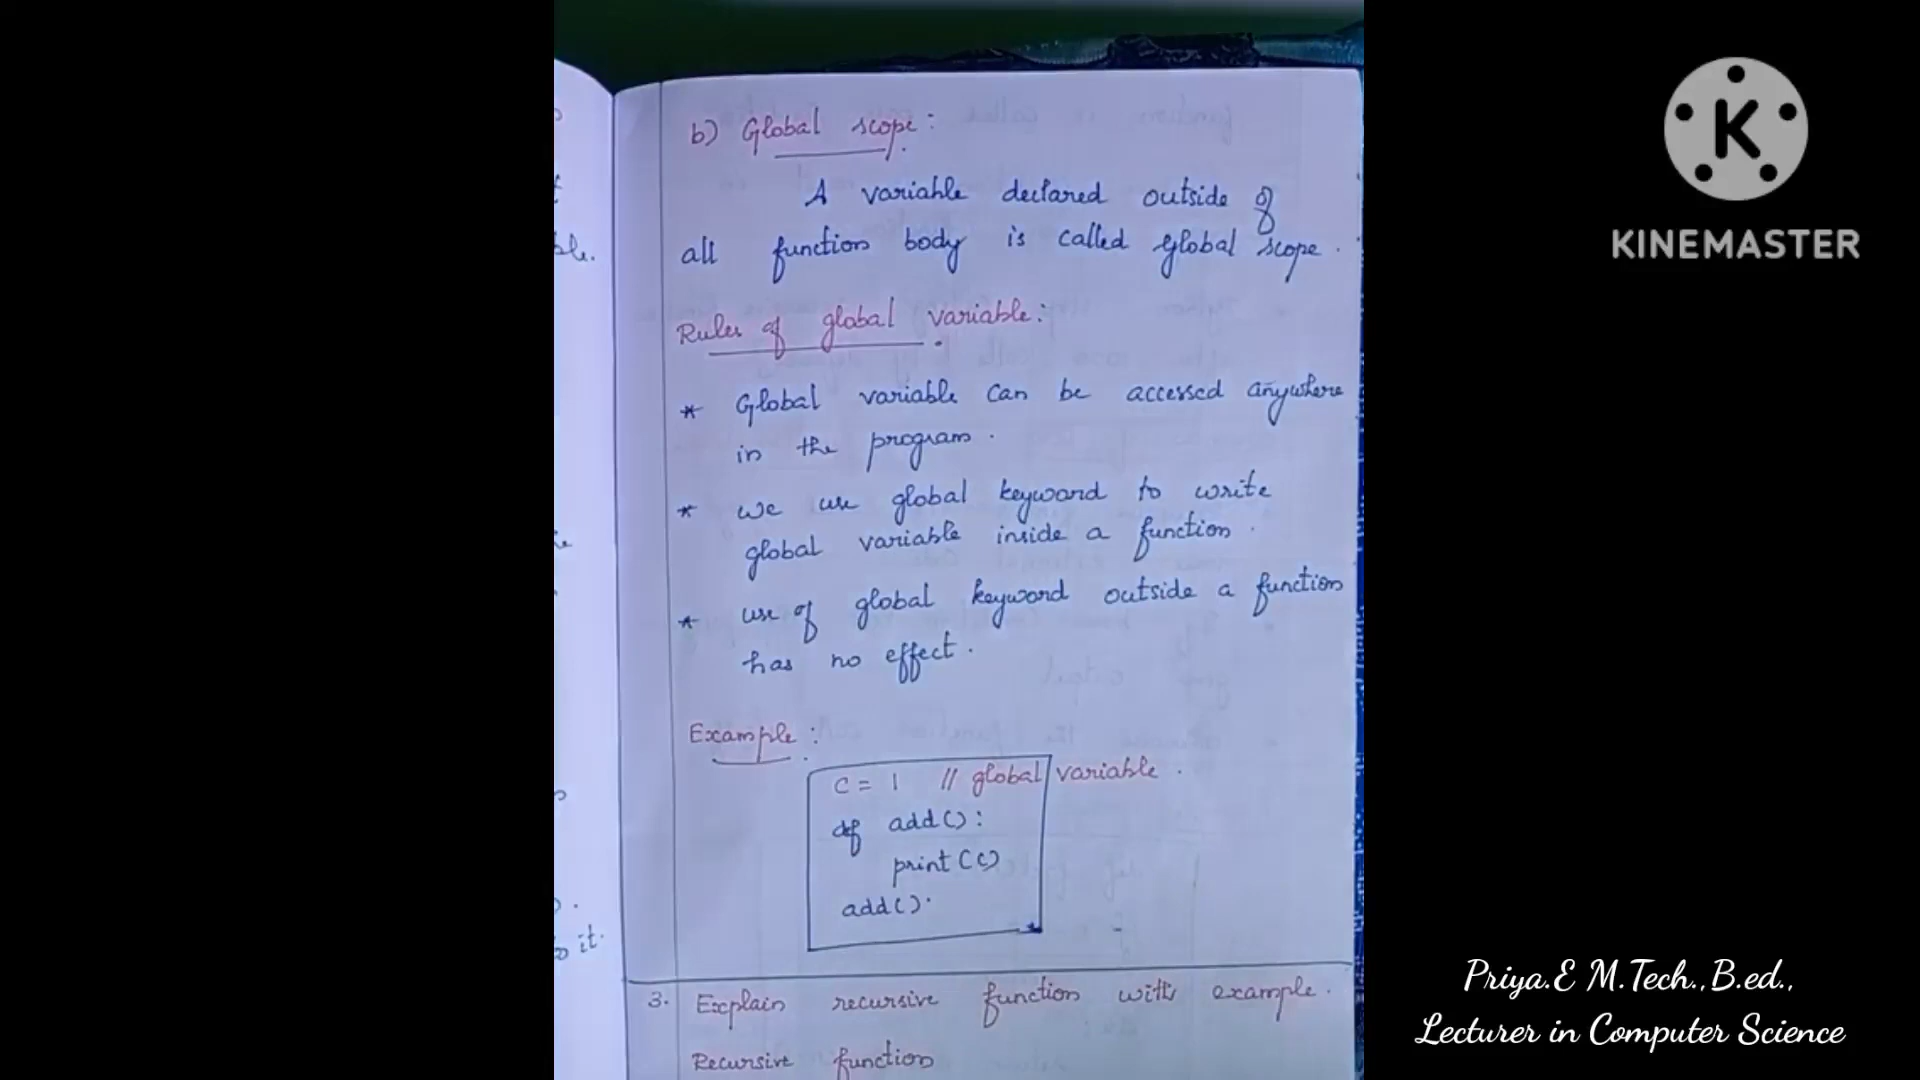 b) Global scope:
A variable declared outside of
all function body is called global scope.
Rules of global variable:
* Global variable can be accessed anywhere
in the program.
* we use global keyword to write
global variable inside a function.
* use of global keyword outside a function
has no effect.
Example:
c = 1 // global variable.
def add():
print(c)
add().
3. Explain recursive function with example.
Recursive function
ble.
o it.
K
KINEMASTER
Priya.E M.Tech.,B.ed.,
Lecturer in Computer Science